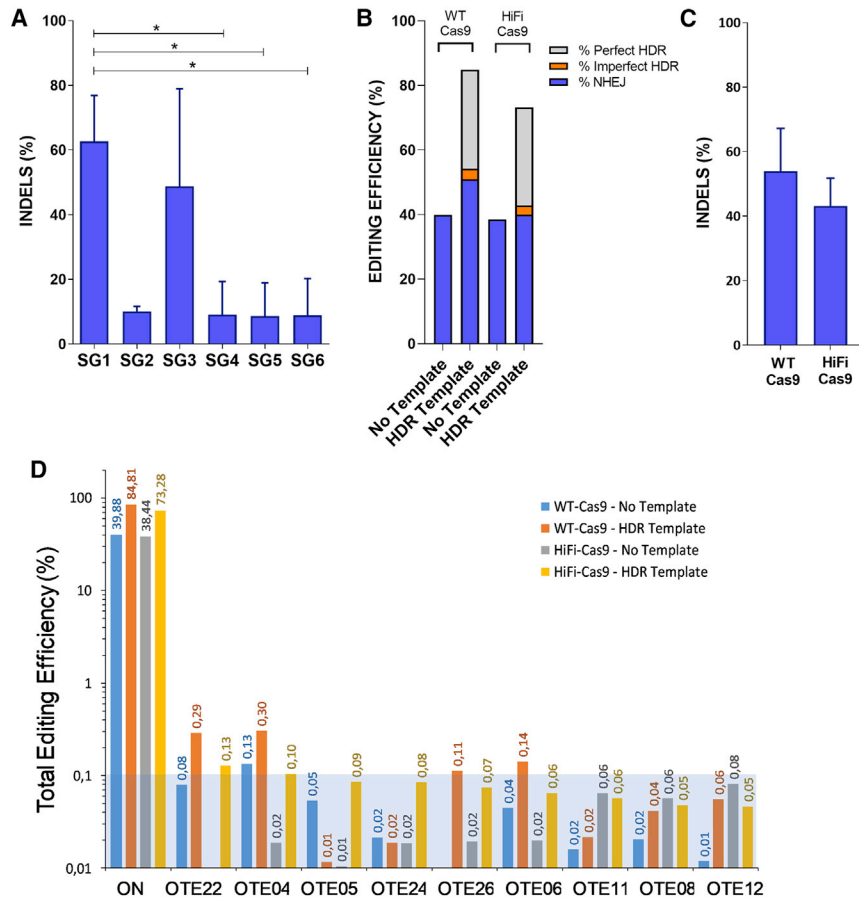 A
INDELS (%)
100
80
60
40
20
0
*
*
*
SG1 SG2 SG3 SG4 SG5 SG6
B
WT
Cas9
HiFi
Cas9
EDITING EFFICIENCY (%)
100
80
60
40
20
0
No Template
HDR Template
No Template
HDR Template
% Perfect HDR
% Imperfect HDR
% NHEJ
C
INDELS (%)
100
80
60
40
20
0
WT
Cas9
HiFi
Cas9
D
Total Editing Efficiency (%)
100
10
1
0,1
0,01
39,88
84,81
38,44
73,28
0,08
0,29
0,13
0,13
0,30
0,02
0,10
0,05
0,01
0,01
0,09
0,02
0,02
0,02
0,08
0,11
0,02
0,07
0,04
0,14
0,02
0,06
0,02
0,02
0,06
0,06
0,02
0,04
0,06
0,05
0,01
0,06
0,08
0,05
WT-Cas9 - No Template
WT-Cas9 - HDR Template
HiFi-Cas9 - No Template
HiFi-Cas9 - HDR Template
ON OTE22 OTE04 OTE05 OTE24 OTE26 OTE06 OTE11 OTE08 OTE12